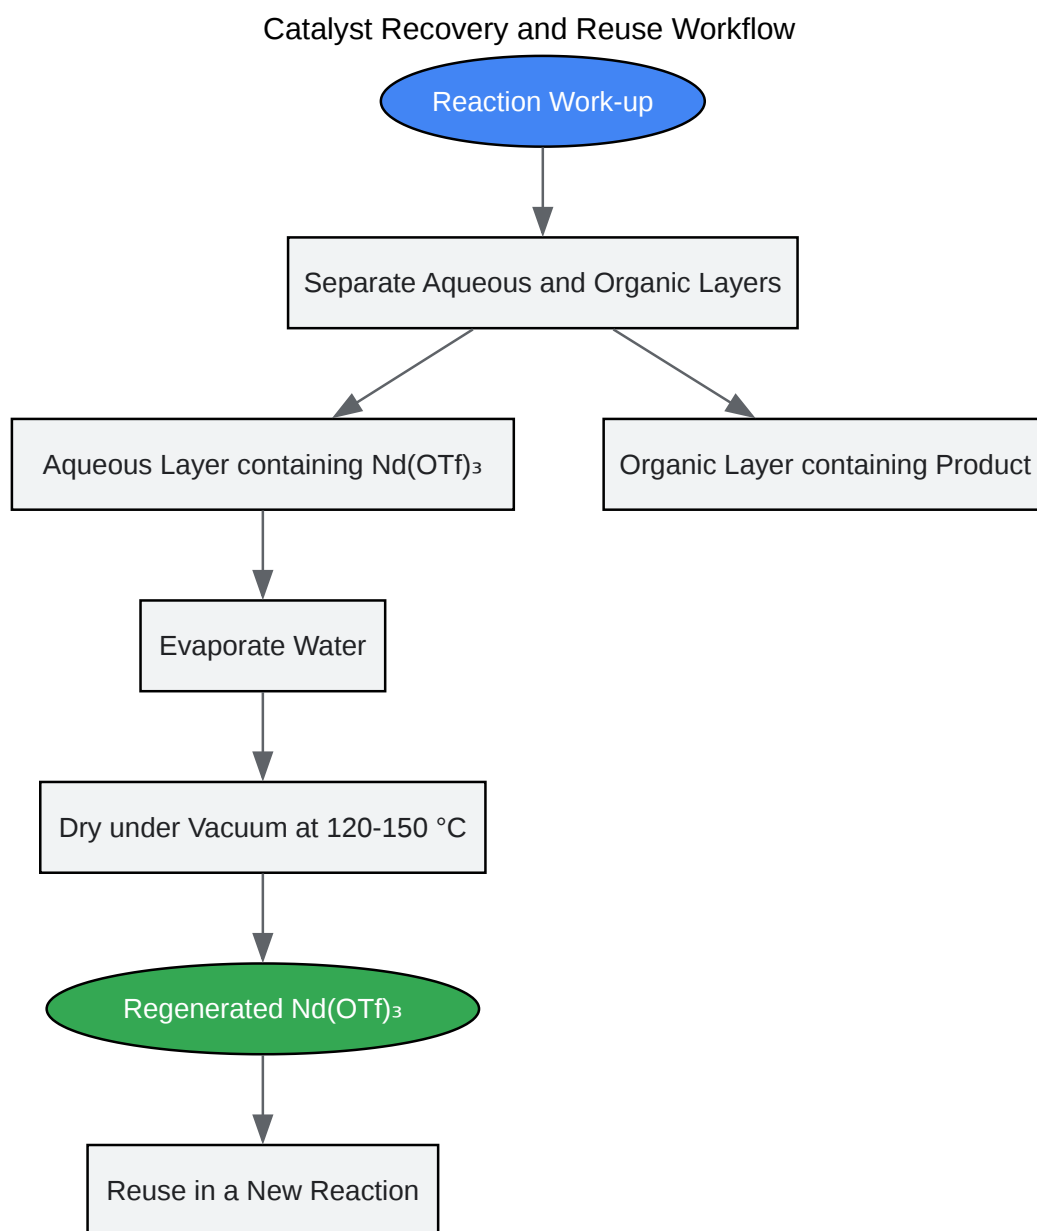 Catalyst Recovery and Reuse Workflow
Reaction Work-up
Separate Aqueous and Organic Layers
Aqueous Layer containing Nd(OTf)₃
Organic Layer containing Product
Evaporate Water
Dry under Vacuum at 120-150 °C
Regenerated Nd(OTf)₃
Reuse in a New Reaction